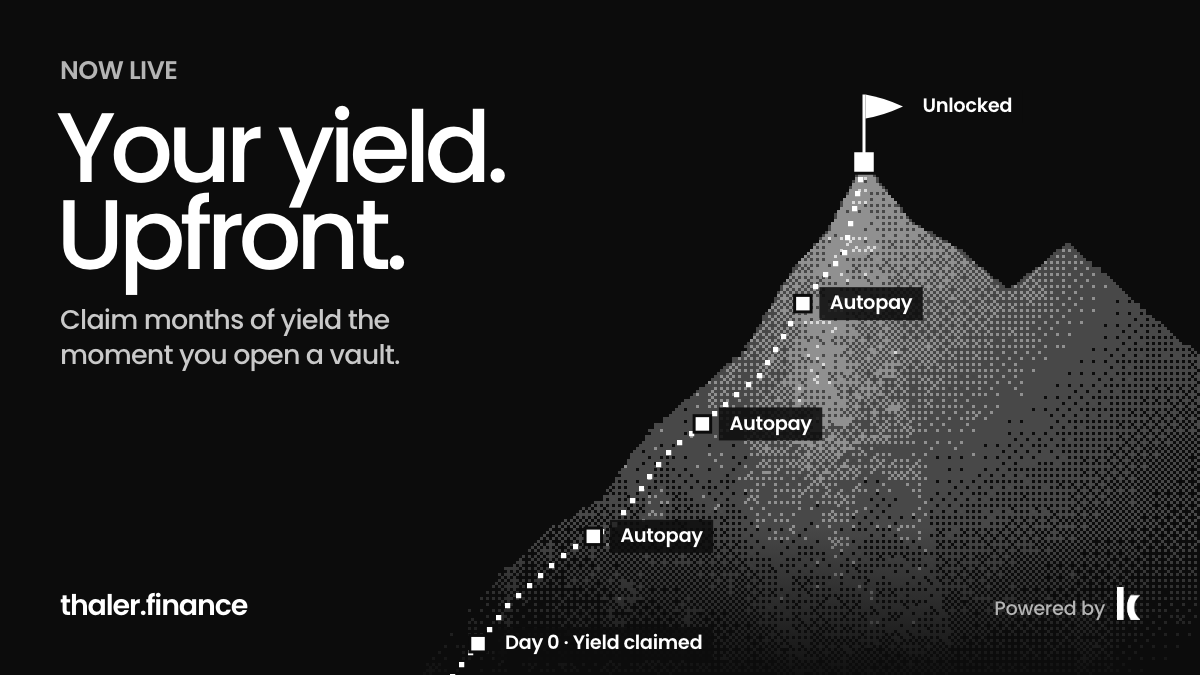 NOW LIVE
Your yield.
Upfront.
Claim months of yield the
moment you open a vault.
Unlocked
Autopay
Autopay
Autopay
Day 0 · Yield claimed
thaler.finance
Powered by